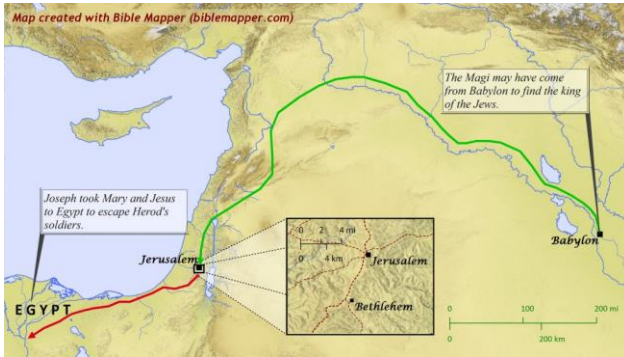 Map created with Bible Mapper (biblemapper.com)
The Magi may have come
from Babylon to find the king
of the Jews.
Joseph took Mary and Jesus
to Egypt to escape Herod's
soldiers.
Jerusalem
Babylon
EGYPT
0 2 4 mi
0 4 km
Jerusalem
Bethlehem
0 100 200 mi
0 200 km